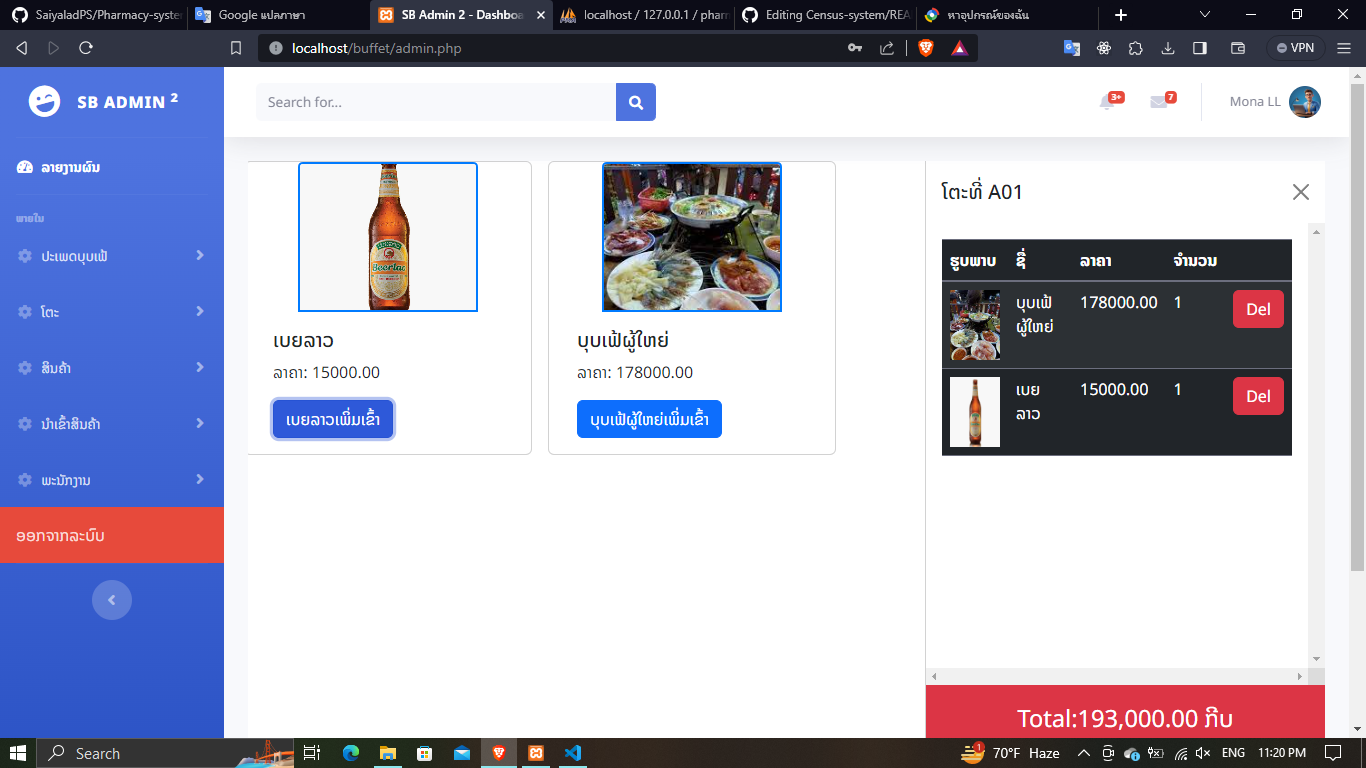 SaiyaladPS/Pharmacy-syste
Google แปลภาษา
SB Admin 2 - Dashboa
localhost / 127.0.0.1 / pharm
Editing Census-system/REA
หาอุปกรณ์ของฉัน
localhost/buffet/admin.php
VPN
SB ADMIN 2
Search for...
3+
7
Mona LL
ລາຍງານຜົນ
ພາຍໃນ
ປະເພດບຸບເຟ້
ໂຕະ
ສິນຄ້າ
ນຳເຂົ້າສິນຄ້າ
ພະນັກງານ
ອອກຈາກລະບົບ
Beerlao
ເບຍລາວ
ລາຄາ: 15000.00
ເບຍລາວເພີ່ມເຂົ້າ
ບຸບເຟ້ຜູ້ໃຫຍ່
ລາຄາ: 178000.00
ບຸບເຟ້ຜູ້ໃຫຍ່ເພີ່ມເຂົ້າ
ໂຕະທີ່ A01
ຮູບພາບ ຊື່ ລາຄາ ຈຳນວນ
ບຸບເຟ້ 178000.00 1 Del
ຜູ້ໃຫຍ່
ເບຍ 15000.00 1 Del
ລາວ
Total:193,000.00 ກີບ
Search
1
70°F Haze
ENG
11:20 PM